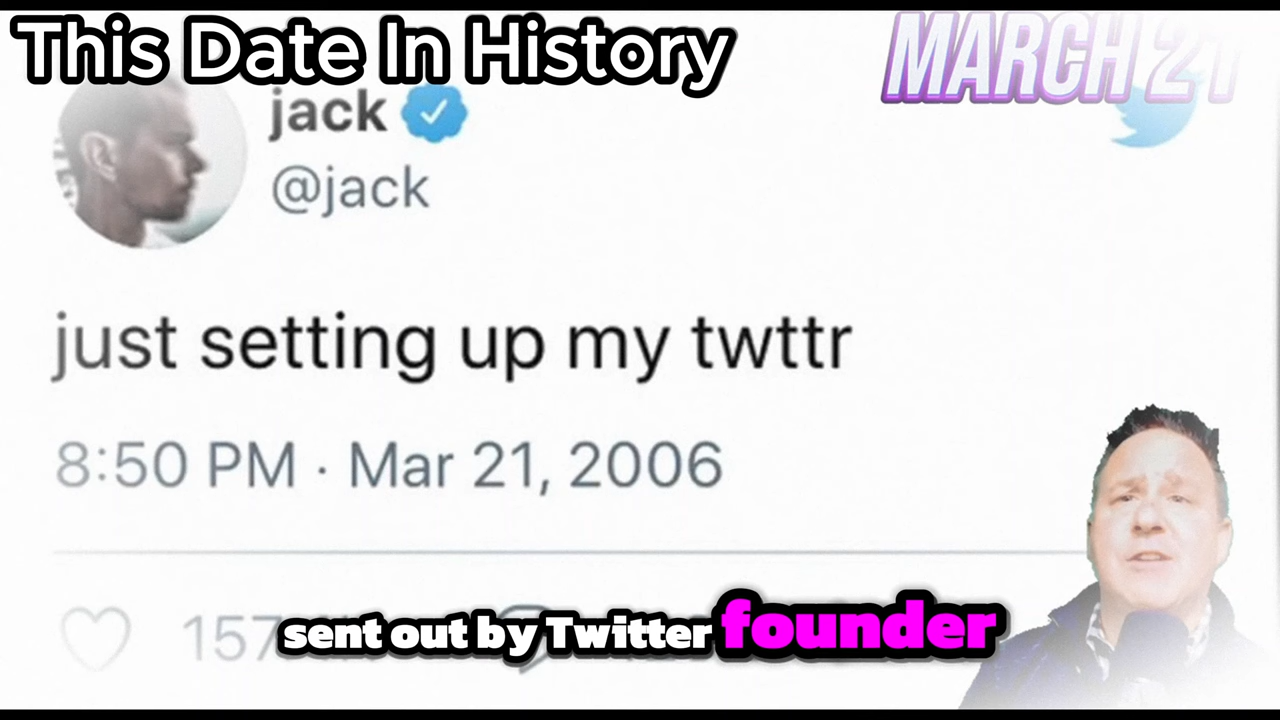 This Date In History
MARCH 21
jack
@jack
just setting up my twttr
8:50 PM · Mar 21, 2006
157
sent out by Twitter founder